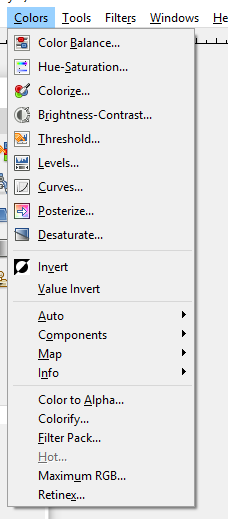 Colors Tools Filters Windows He
Color Balance...
Hue-Saturation...
Colorize...
Brightness-Contrast...
Threshold...
Levels...
Curves...
Posterize...
Desaturate...
Invert
Value Invert
Auto
Components
Map
Info
Color to Alpha...
Colorify...
Filter Pack...
Hot...
Maximum RGB...
Retinex...